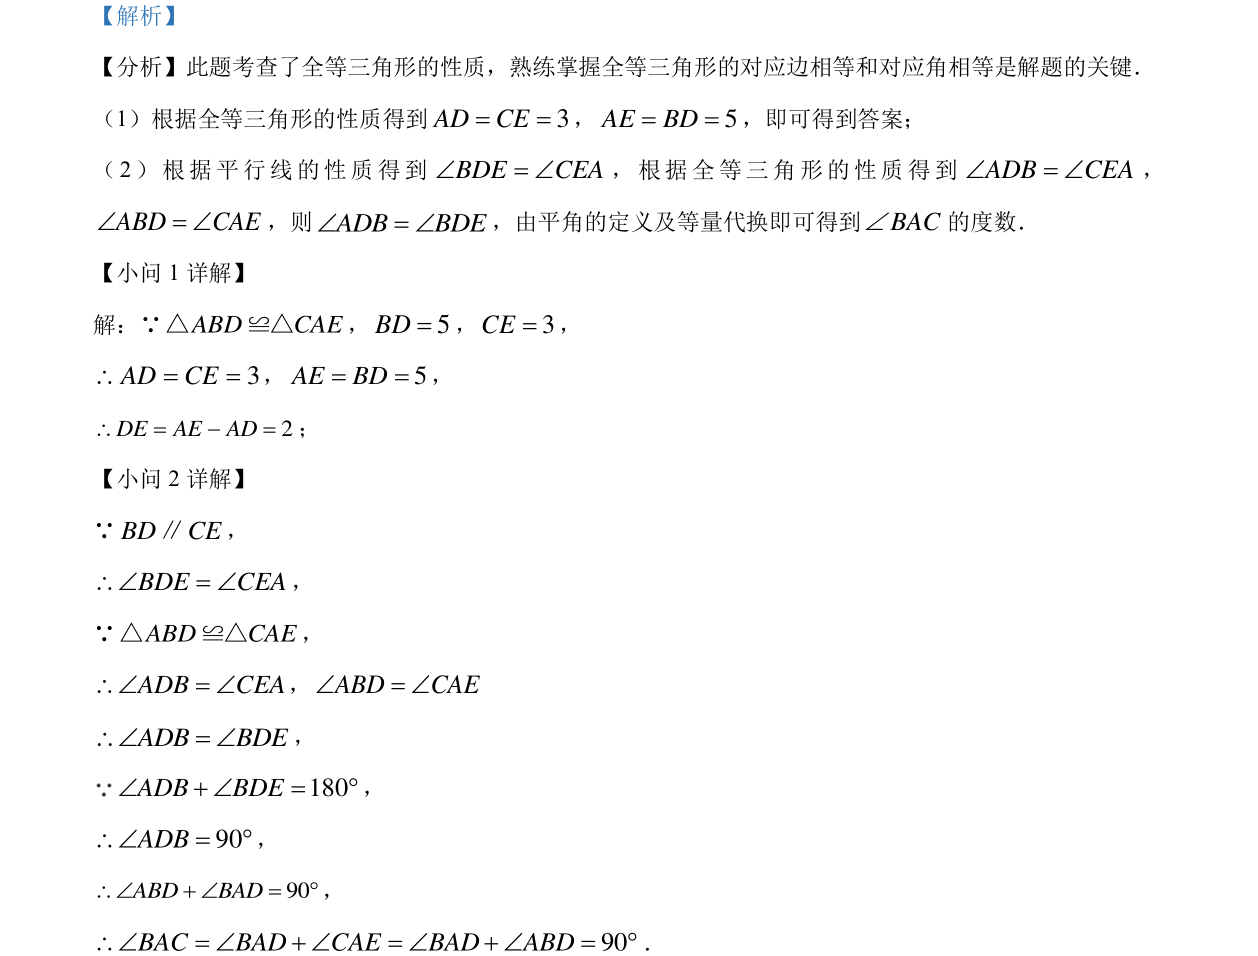 【解析】
【分析】此题考查了全等三角形的性质，熟练掌握全等三角形的对应边相等和对应角相等是解题的关键．
（1）根据全等三角形的性质得到 AD = CE = 3，AE = BD = 5，即可得到答案；
（2）根据平行线的性质得到 ∠BDE = ∠CEA，根据全等三角形的性质得到 ∠ADB = ∠CEA，
∠ABD = ∠CAE，则 ∠ADB = ∠BDE，由平角的定义及等量代换即可得到 ∠BAC 的度数．
【小问 1 详解】
解：∵ △ABD ≌△CAE，BD = 5，CE = 3，
∴ AD = CE = 3，AE = BD = 5，
∴ DE = AE − AD = 2；
【小问 2 详解】
∵ BD ∥ CE，
∴ ∠BDE = ∠CEA，
∵ △ABD ≌△CAE，
∴ ∠ADB = ∠CEA，∠ABD = ∠CAE
∴ ∠ADB = ∠BDE，
∵ ∠ADB + ∠BDE = 180°，
∴ ∠ADB = 90°，
∴ ∠ABD + ∠BAD = 90°，
∴ ∠BAC = ∠BAD + ∠CAE = ∠BAD + ∠ABD = 90°．